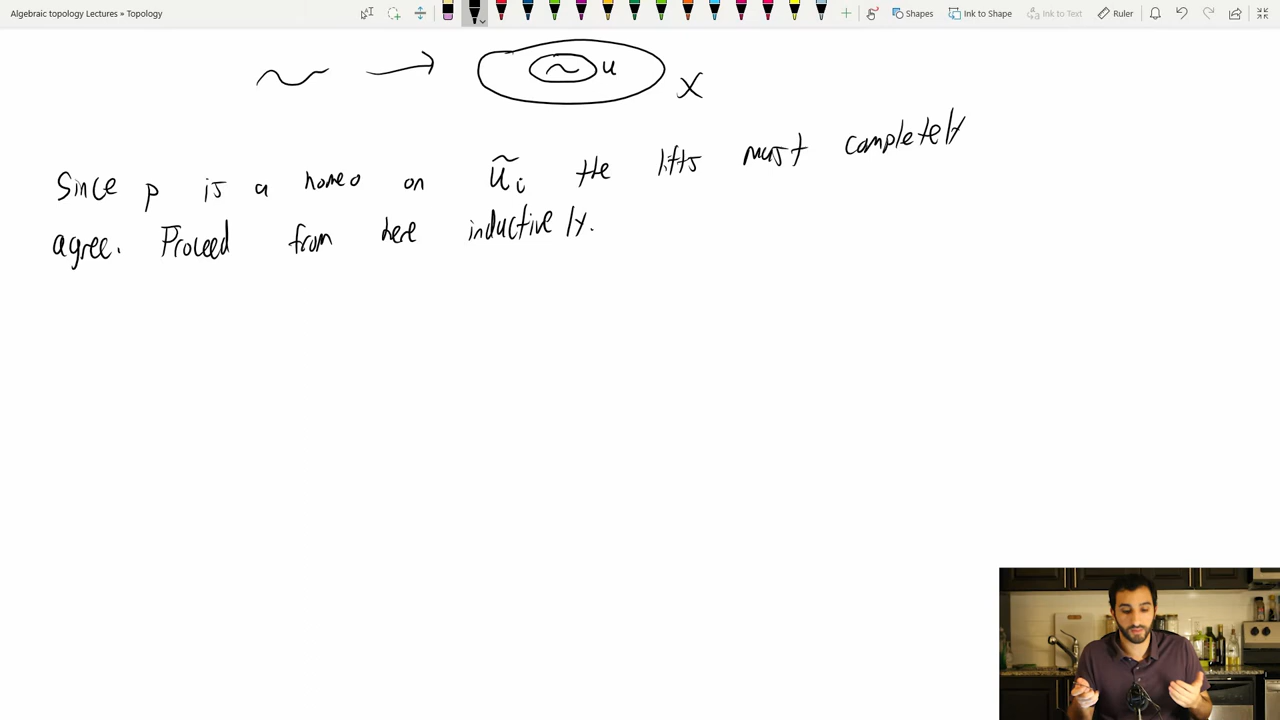 Algebraic topology Lectures » Topology
Shapes
Ink to Shape
Ink to Text
Ruler
u
X
Since p is a homeo on ũi the lifts must completely
agree. Proceed from here inductively.